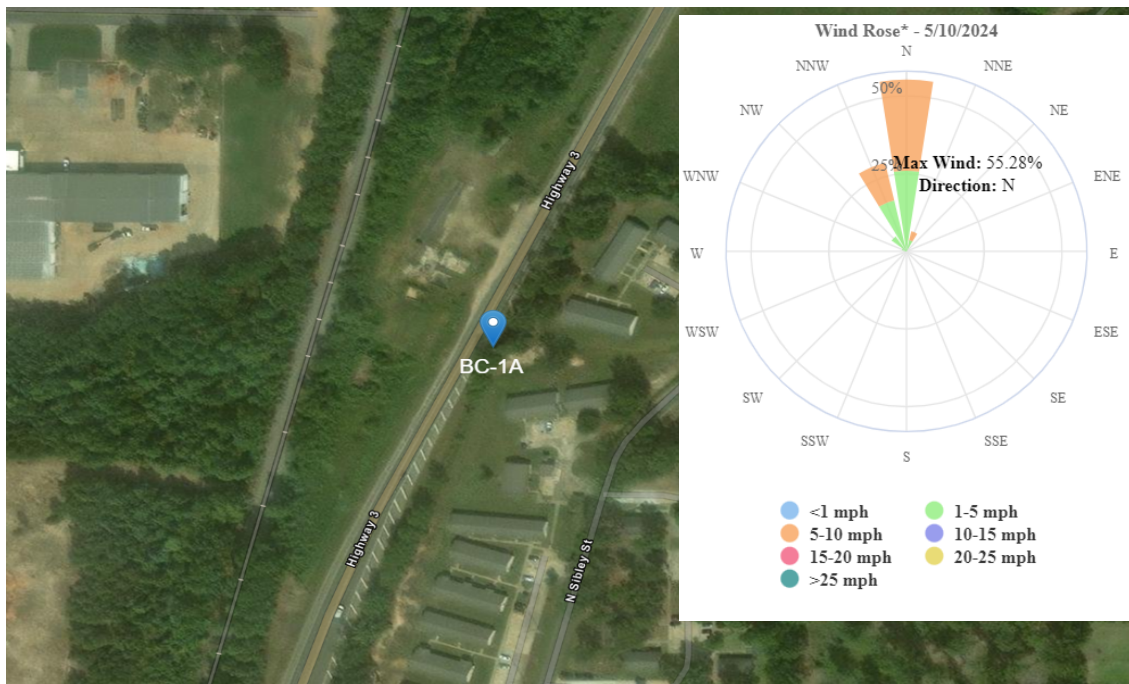 Wind Rose* - 5/10/2024
N
NNW
NNE
NW
NE
50%
25%
Max Wind: 55.28%
Direction: N
WNW
ENE
W
E
WSW
ESE
SW
SE
SSW
SSE
S
<1 mph
1-5 mph
5-10 mph
10-15 mph
15-20 mph
20-25 mph
>25 mph
Highway 3
BC-1A
Highway 3
N Sibley St